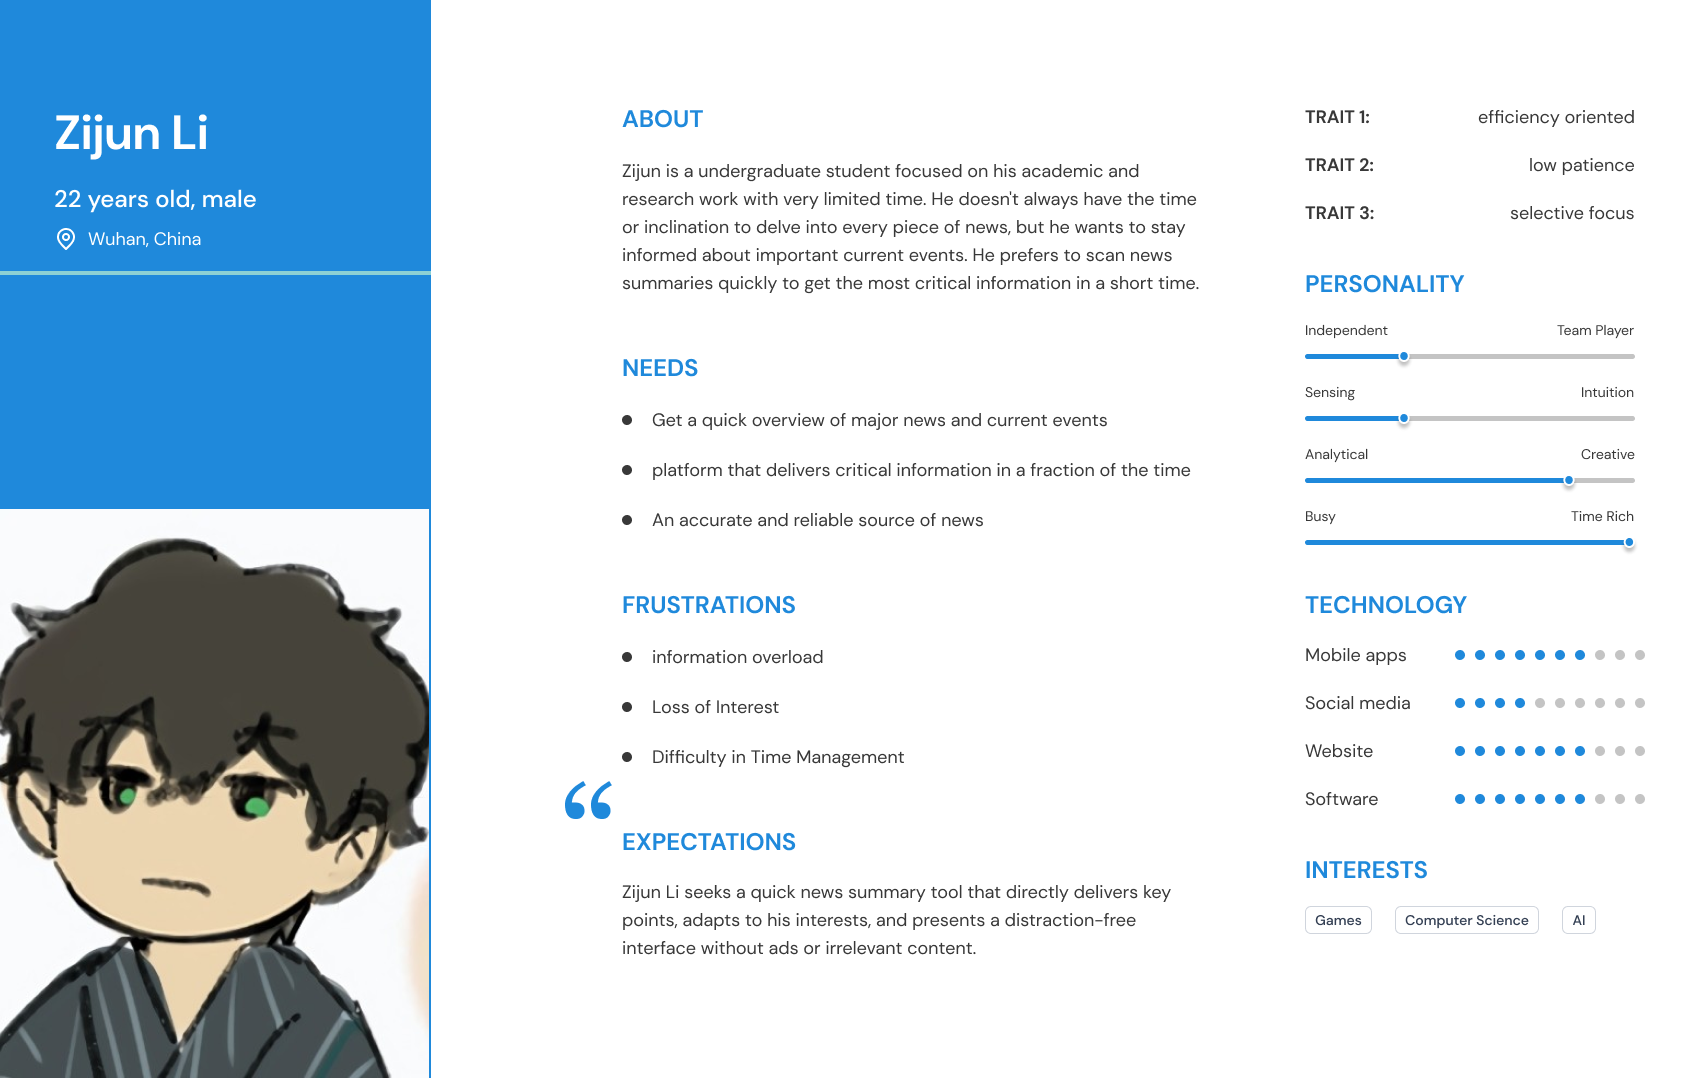 Zijun Li
22 years old, male
Wuhan, China
ABOUT
Zijun is a undergraduate student focused on his academic and
research work with very limited time. He doesn't always have the time
or inclination to delve into every piece of news, but he wants to stay
informed about important current events. He prefers to scan news
summaries quickly to get the most critical information in a short time.
NEEDS
Get a quick overview of major news and current events
platform that delivers critical information in a fraction of the time
An accurate and reliable source of news
FRUSTRATIONS
information overload
Loss of Interest
Difficulty in Time Management
“
EXPECTATIONS
Zijun Li seeks a quick news summary tool that directly delivers key
points, adapts to his interests, and presents a distraction-free
interface without ads or irrelevant content.
TRAIT 1: efficiency oriented
TRAIT 2: low patience
TRAIT 3: selective focus
PERSONALITY
Independent Team Player
Sensing Intuition
Analytical Creative
Busy Time Rich
TECHNOLOGY
Mobile apps
Social media
Website
Software
INTERESTS
Games Computer Science AI